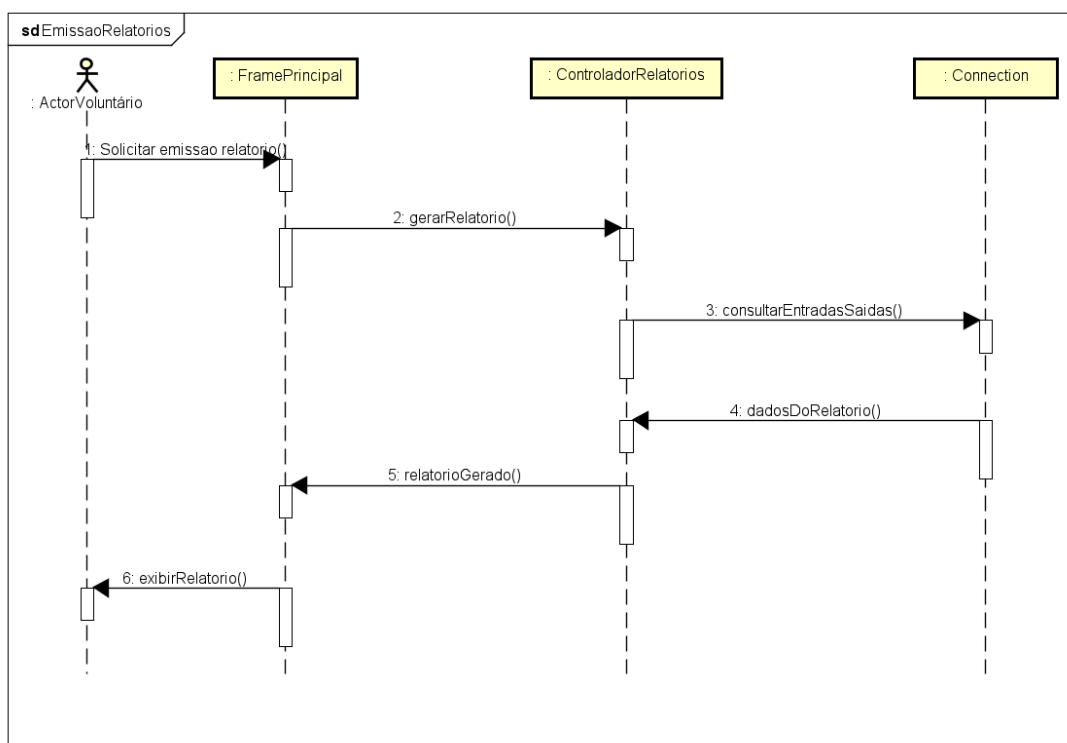 sd EmissaoRelatorios
: ActorVoluntário
: FramePrincipal
: ControladorRelatorios
: Connection
1: Solicitar emissao relatorio()
2: gerarRelatorio()
3: consultarEntradasSaidas()
4: dadosDoRelatorio()
5: relatorioGerado()
6: exibirRelatorio()